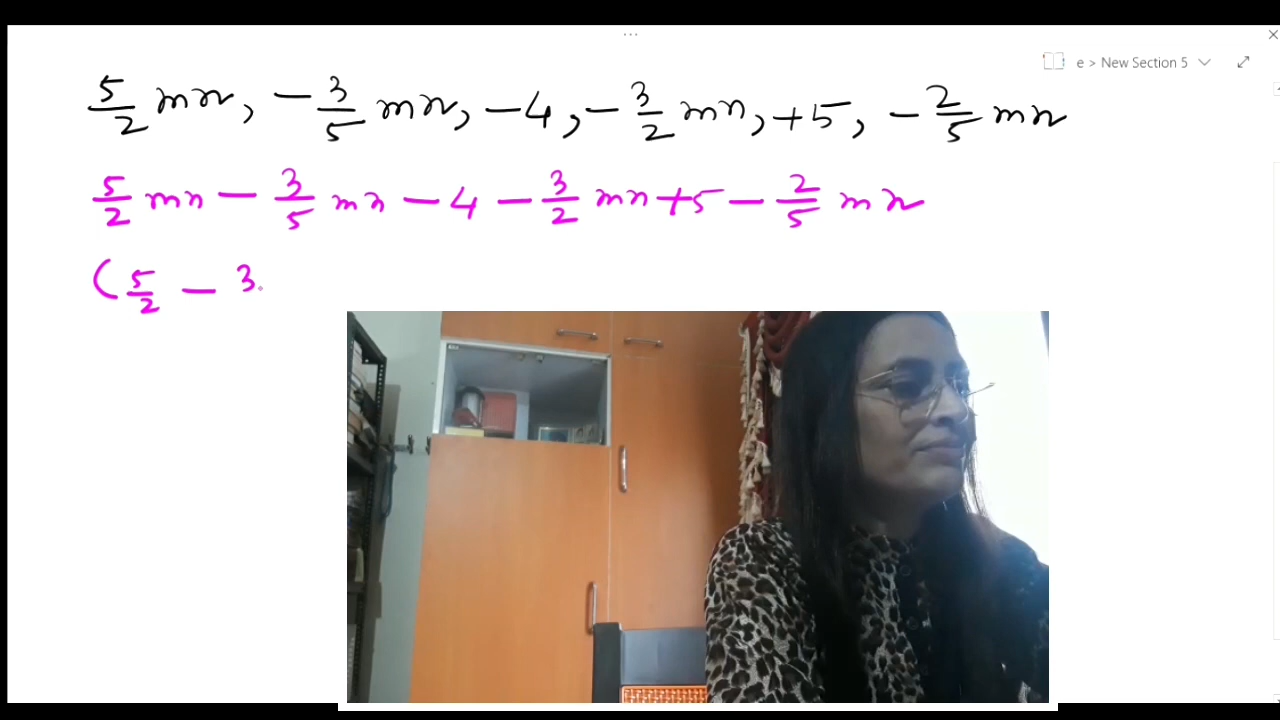 e > New Section 5
5/2 mn, -3/5 mn, -4, -3/2 mn, +5, -2/5 mn
5/2 mn - 3/5 mn - 4 - 3/2 mn + 5 - 2/5 mn
(5/2 - 3